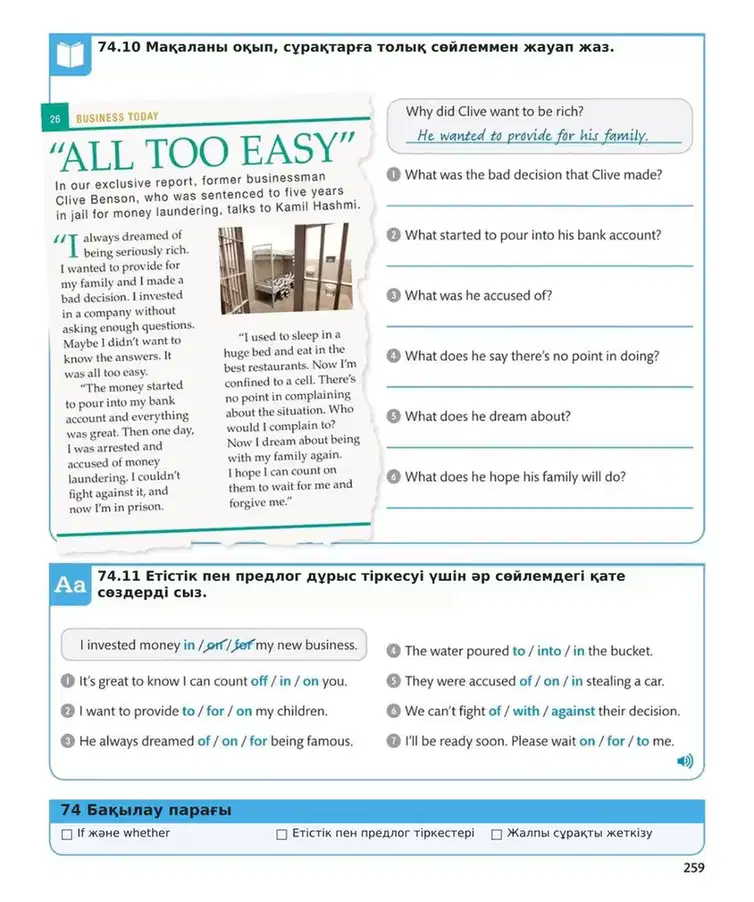 74.10 Мақаланы оқып, сұрақтарға толық сөйлеммен жауап жаз.
26 BUSINESS TODAY
“ALL TOO EASY”
In our exclusive report, former businessman
Clive Benson, who was sentenced to five years
in jail for money laundering, talks to Kamil Hashmi.
“I always dreamed of
being seriously rich.
I wanted to provide for
my family and I made a
bad decision. I invested
in a company without
asking enough questions.
Maybe I didn’t want to
know the answers. It
was all too easy.
“The money started
to pour into my bank
account and everything
was great. Then one day,
I was arrested and
accused of money
laundering. I couldn’t
fight against it, and
now I’m in prison.
“I used to sleep in a
huge bed and eat in the
best restaurants. Now I’m
confined to a cell. There’s
no point in complaining
about the situation. Who
would I complain to?
Now I dream about being
with my family again.
I hope I can count on
them to wait for me and
forgive me.”
Why did Clive want to be rich?
He wanted to provide for his family.
1 What was the bad decision that Clive made?
2 What started to pour into his bank account?
3 What was he accused of?
4 What does he say there’s no point in doing?
5 What does he dream about?
6 What does he hope his family will do?
Aa 74.11 Етістік пен предлог дұрыс тіркесуі үшін әр сөйлемдегі қате
сөздерді сыз.
I invested money in / on / for my new business.
1 It’s great to know I can count off / in / on you.
2 I want to provide to / for / on my children.
3 He always dreamed of / on / for being famous.
4 The water poured to / into / in the bucket.
5 They were accused of / on / in stealing a car.
6 We can’t fight of / with / against their decision.
7 I’ll be ready soon. Please wait on / for / to me.
74 Бақылау парағы
If және whether
Етістік пен предлог тіркестері
Жалпы сұрақты жеткізу
259